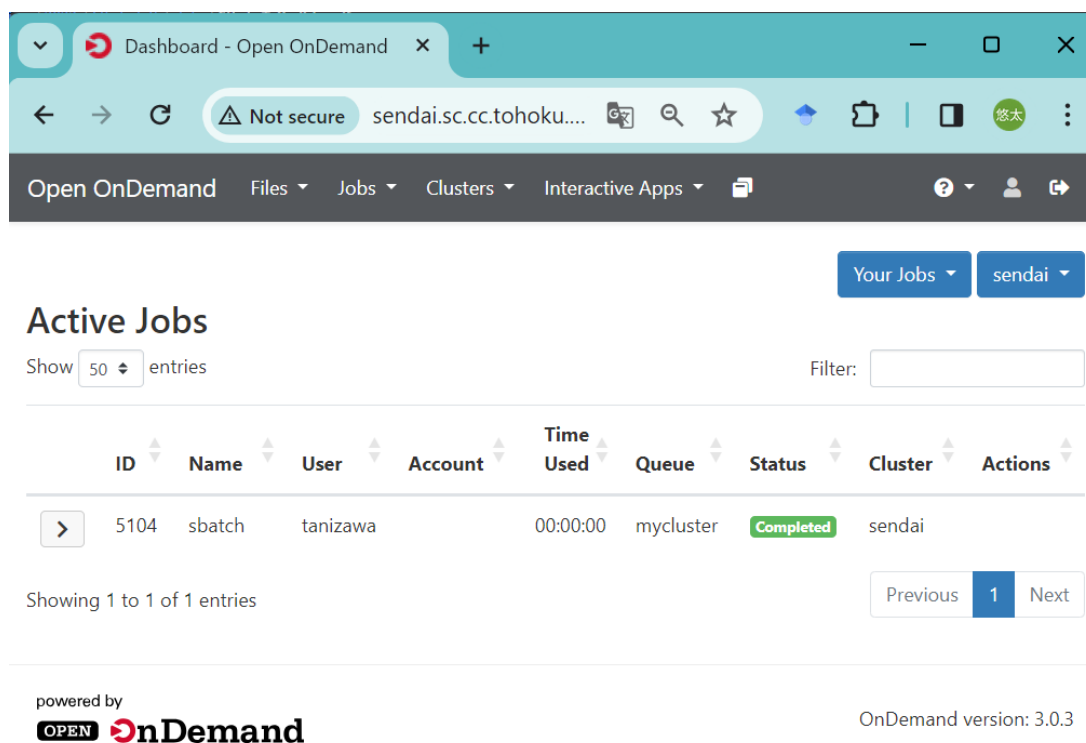 Dashboard - Open OnDemand
Not secure sendai.sc.cc.tohoku.... 悠太
Open OnDemand Files Jobs Clusters Interactive Apps
Your Jobs sendai
Active Jobs
Show 50 entries Filter:
Time
ID Name User Account Used Queue Status Cluster Actions
5104 sbatch tanizawa 00:00:00 mycluster Completed sendai
Showing 1 to 1 of 1 entries Previous 1 Next
powered by
OPEN OnDemand OnDemand version: 3.0.3